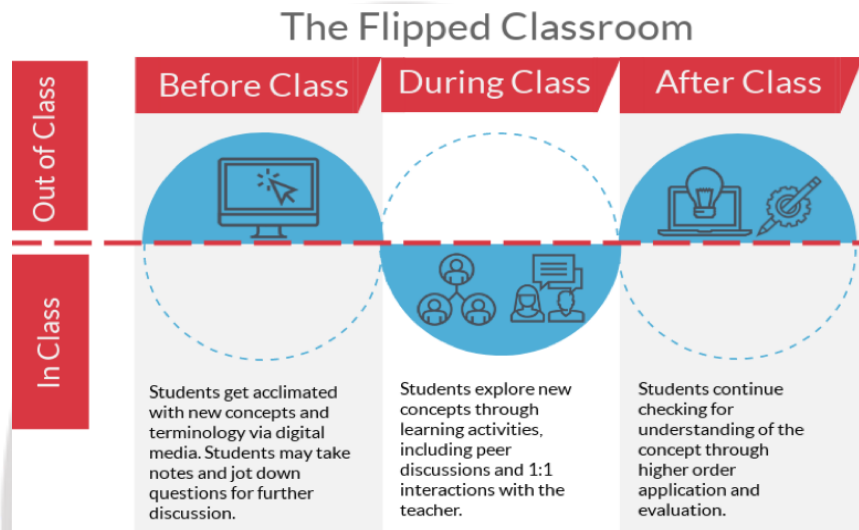 The Flipped Classroom
Before Class
During Class
After Class
Out of Class
In Class
Students get acclimated
with new concepts and
terminology via digital
media. Students may take
notes and jot down
questions for further
discussion.
Students explore new
concepts through
learning activities,
including peer
discussions and 1:1
interactions with the
teacher.
Students continue
checking for
understanding of the
concept through
higher order
application and
evaluation.